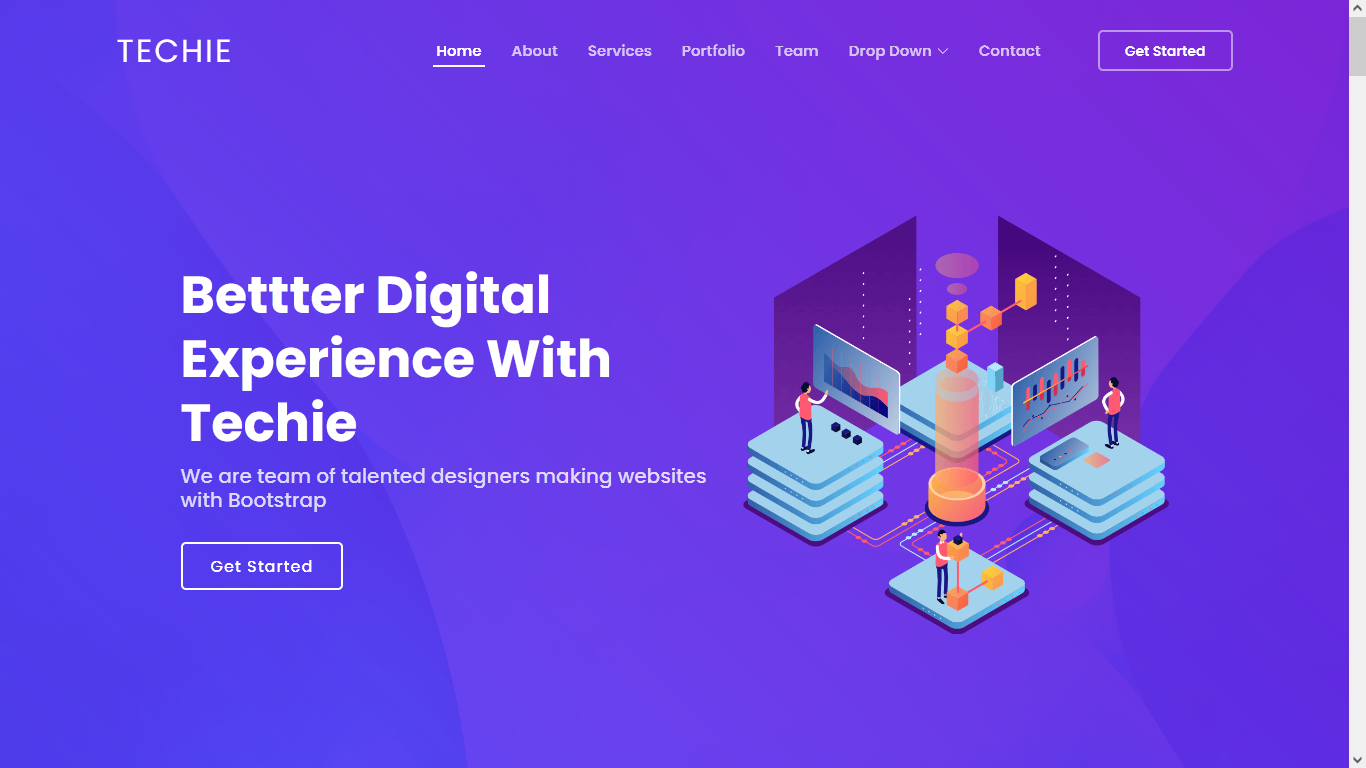 TECHIE
Home About Services Portfolio Team Drop Down Contact Get Started
Bettter Digital
Experience With
Techie
We are team of talented designers making websites
with Bootstrap
Get Started